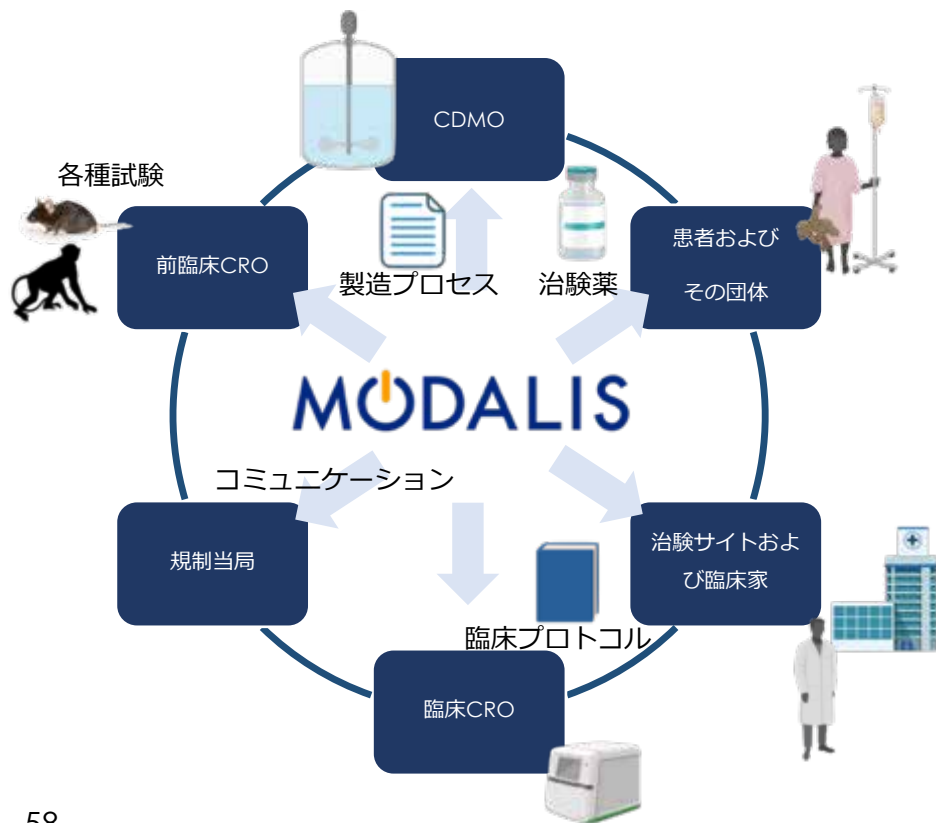 CDMO
各種試験
前臨床CRO
製造プロセス
治験薬
患者および
その団体
MODALIS
コミュニケーション
規制当局
治験サイトおよ
び臨床家
臨床プロトコル
臨床CRO
58